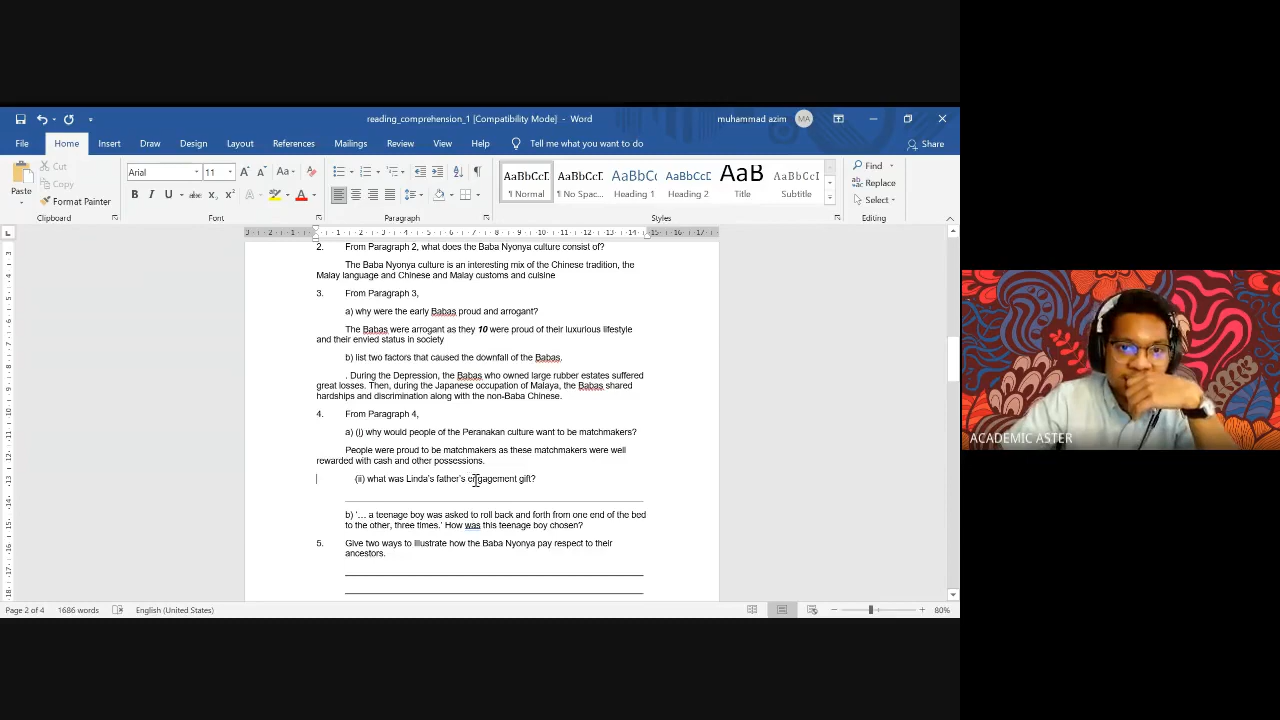 reading_comprehension_1 [Compatibility Mode] - Word
muhammad azim MA
File Home Insert Draw Design Layout References Mailings Review View Help Tell me what you want to do Share
Paste Cut Copy Format Painter Clipboard
Arial 11 Font
Paragraph
AaBbCcI ¶ Normal
¶ No Spac...
AaBbC Heading 1
AaBbCcI Heading 2
AaB Title
AaBbCcI Subtitle
Styles
Find Replace Select Editing
2. From Paragraph 2, what does the Baba Nyonya culture consist of?
The Baba Nyonya culture is an interesting mix of the Chinese tradition, the
Malay language and Chinese and Malay customs and cuisine
3. From Paragraph 3,
a) why were the early Babas proud and arrogant?
The Babas were arrogant as they 10 were proud of their luxurious lifestyle
and their envied status in society
b) list two factors that caused the downfall of the Babas.
. During the Depression, the Babas who owned large rubber estates suffered
great losses. Then, during the Japanese occupation of Malaya, the Babas shared
hardships and discrimination along with the non-Baba Chinese.
4. From Paragraph 4,
a) (i) why would people of the Peranakan culture want to be matchmakers?
People were proud to be matchmakers as these matchmakers were well
rewarded with cash and other possessions.
(ii) what was Linda's father's engagement gift?
b) '... a teenage boy was asked to roll back and forth from one end of the bed
to the other, three times.' How was this teenage boy chosen?
5. Give two ways to illustrate how the Baba Nyonya pay respect to their
ancestors.
Page 2 of 4 1686 words English (United States) 80%
ACADEMIC ASTER